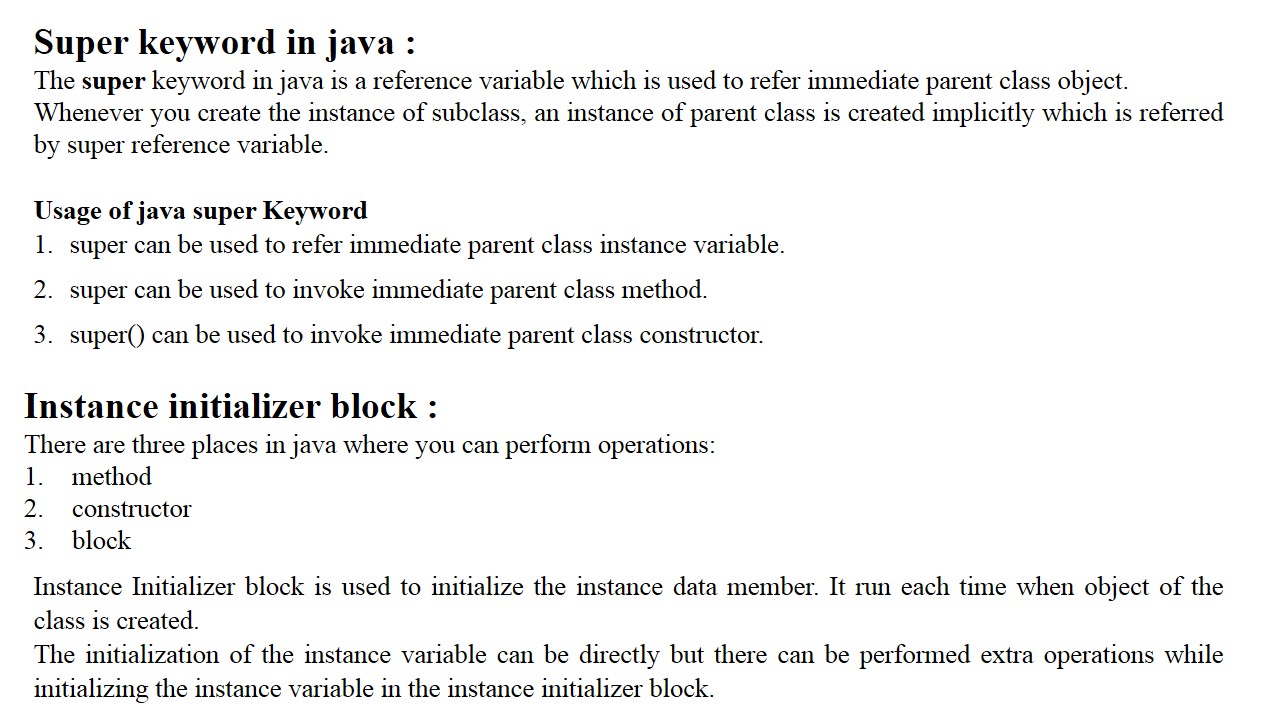 Super keyword in java :
The super keyword in java is a reference variable which is used to refer immediate parent class object.
Whenever you create the instance of subclass, an instance of parent class is created implicitly which is referred
by super reference variable.
Usage of java super Keyword
1. super can be used to refer immediate parent class instance variable.
2. super can be used to invoke immediate parent class method.
3. super() can be used to invoke immediate parent class constructor.
Instance initializer block :
There are three places in java where you can perform operations:
1. method
2. constructor
3. block
Instance Initializer block is used to initialize the instance data member. It run each time when object of the
class is created.
The initialization of the instance variable can be directly but there can be performed extra operations while
initializing the instance variable in the instance initializer block.